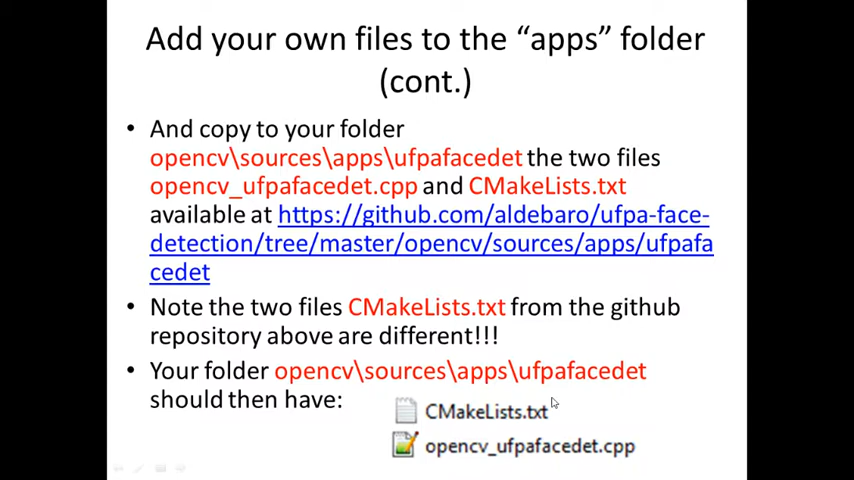 Add your own files to the “apps” folder
(cont.)
• And copy to your folder
opencv\sources\apps\ufpafacedet the two files
opencv_ufpafacedet.cpp and CMakeLists.txt
available at https://github.com/aldebaro/ufpa-face-
detection/tree/master/opencv/sources/apps/ufpafa
cedet
• Note the two files CMakeLists.txt from the github
repository above are different!!!
• Your folder opencv\sources\apps\ufpafacedet
should then have:
CMakeLists.txt
opencv_ufpafacedet.cpp